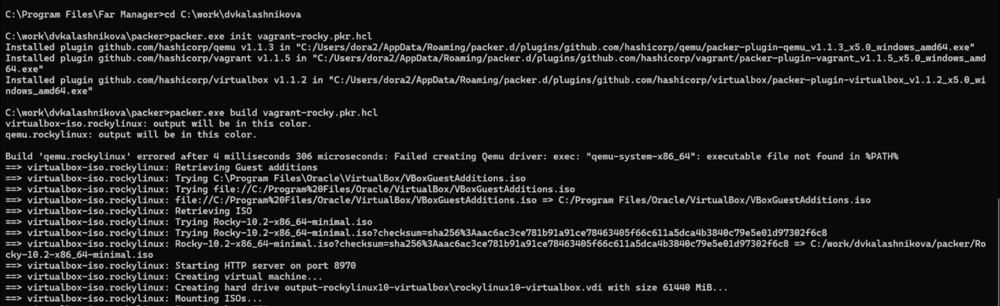 C:\Program Files\Far Manager>cd C:\work\dvkalashnikova
C:\work\dvkalashnikova\packer>packer.exe init vagrant-rocky.pkr.hcl
Installed plugin github.com/hashicorp/qemu v1.1.3 in "C:/Users/dora2/AppData/Roaming/packer.d/plugins/github.com/hashicorp/qemu/packer-plugin-qemu_v1.1.3_x5.0_windows_amd64.exe"
Installed plugin github.com/hashicorp/vagrant v1.1.5 in "C:/Users/dora2/AppData/Roaming/packer.d/plugins/github.com/hashicorp/vagrant/packer-plugin-vagrant_v1.1.5_x5.0_windows_amd
64.exe"
Installed plugin github.com/hashicorp/virtualbox v1.1.2 in "C:/Users/dora2/AppData/Roaming/packer.d/plugins/github.com/hashicorp/virtualbox/packer-plugin-virtualbox_v1.1.2_x5.0_wi
ndows_amd64.exe"
C:\work\dvkalashnikova\packer>packer.exe build vagrant-rocky.pkr.hcl
virtualbox-iso.rockylinux: output will be in this color.
qemu.rockylinux: output will be in this color.
Build 'qemu.rockylinux' errored after 4 milliseconds 306 microseconds: Failed creating Qemu driver: exec: "qemu-system-x86_64": executable file not found in %PATH%
==> virtualbox-iso.rockylinux: Retrieving Guest additions
==> virtualbox-iso.rockylinux: Trying C:\Program Files\Oracle\VirtualBox/VBoxGuestAdditions.iso
==> virtualbox-iso.rockylinux: Trying file://C:/Program%20Files/Oracle/VirtualBox/VBoxGuestAdditions.iso
==> virtualbox-iso.rockylinux: file://C:/Program%20Files/Oracle/VirtualBox/VBoxGuestAdditions.iso => C:/Program Files/Oracle/VirtualBox/VBoxGuestAdditions.iso
==> virtualbox-iso.rockylinux: Retrieving ISO
==> virtualbox-iso.rockylinux: Trying Rocky-10.2-x86_64-minimal.iso
==> virtualbox-iso.rockylinux: Trying Rocky-10.2-x86_64-minimal.iso?checksum=sha256%3Aaac6ac3ce781b91a91ce78463405f66c611a5dca4b3840c79e5e01d97302f6c8
==> virtualbox-iso.rockylinux: Rocky-10.2-x86_64-minimal.iso?checksum=sha256%3Aaac6ac3ce781b91a91ce78463405f66c611a5dca4b3840c79e5e01d97302f6c8 => C:/work/dvkalashnikova/packer/Ro
cky-10.2-x86_64-minimal.iso
==> virtualbox-iso.rockylinux: Starting HTTP server on port 8970
==> virtualbox-iso.rockylinux: Creating virtual machine...
==> virtualbox-iso.rockylinux: Creating hard drive output-rockylinux10-virtualbox\rockylinux10-virtualbox.vdi with size 61440 MiB...
==> virtualbox-iso.rockylinux: Mounting ISOs...